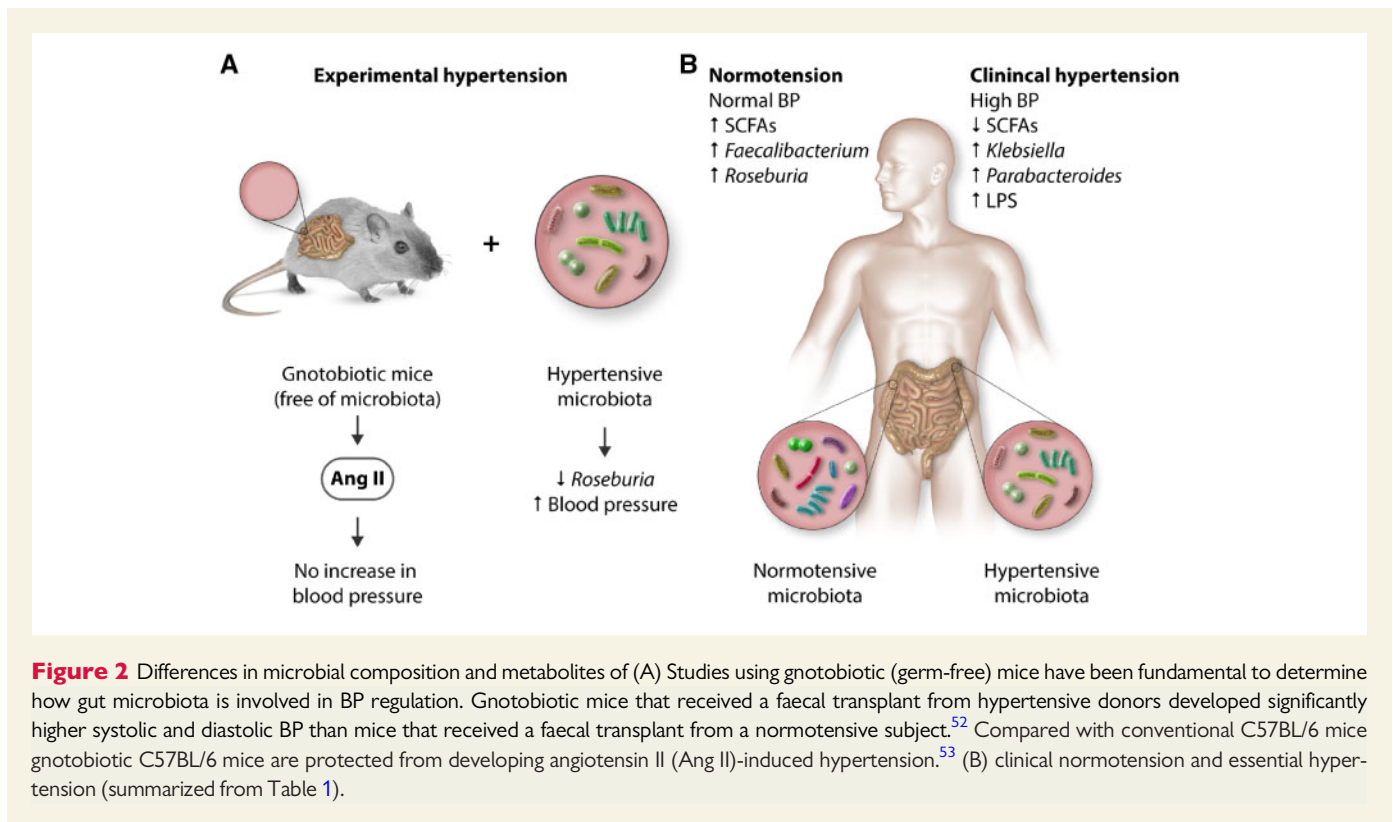 A
Experimental hypertension
+
Gnotobiotic mice
(free of microbiota)
Ang II
No increase in
blood pressure
Hypertensive
microbiota
↓ Roseburia
↑ Blood pressure
B
Normotension
Normal BP
↑ SCFAs
↑ Faecalibacterium
↑ Roseburia
Clinincal hypertension
High BP
↓ SCFAs
↑ Klebsiella
↑ Parabacteroides
↑ LPS
Normotensive
microbiota
Hypertensive
microbiota
Figure 2 Differences in microbial composition and metabolites of (A) Studies using gnotobiotic (germ-free) mice have been fundamental to determine
how gut microbiota is involved in BP regulation. Gnotobiotic mice that received a faecal transplant from hypertensive donors developed significantly
higher systolic and diastolic BP than mice that received a faecal transplant from a normotensive subject.52 Compared with conventional C57BL/6 mice
gnotobiotic C57BL/6 mice are protected from developing angiotensin II (Ang II)-induced hypertension.53 (B) clinical normotension and essential hyper-
tension (summarized from Table 1).